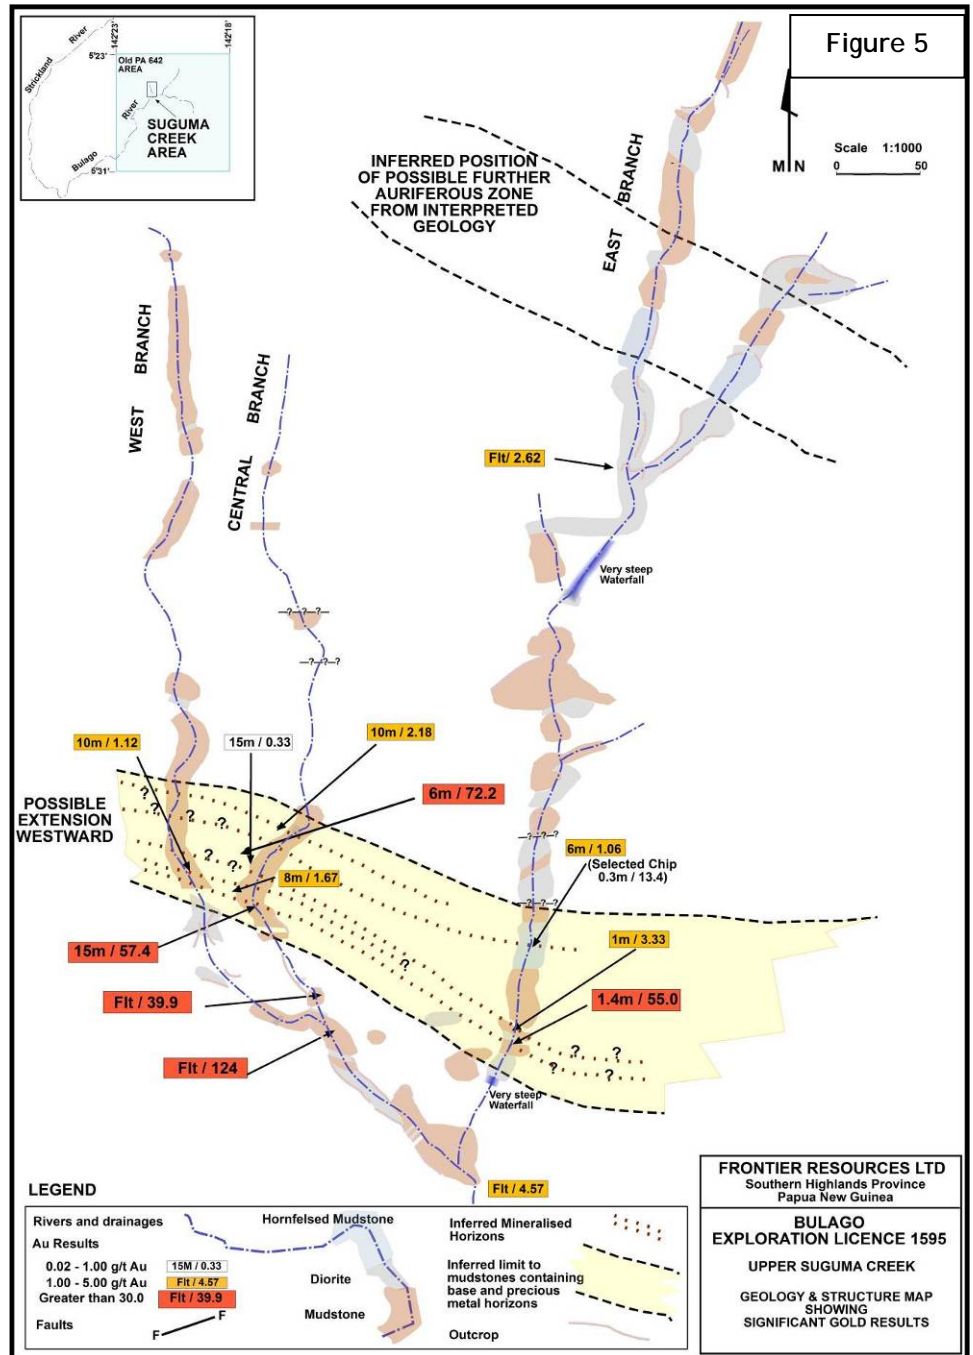 Figure 5
142°23'
142°18'
5°23'
Old PA 642
AREA
Strickland River
River
SUGUMA
CREEK
AREA
Bulago
5°31'
M N
Scale 1:1000
0 50
INFERRED POSITION
OF POSSIBLE FURTHER
AURIFEROUS ZONE
FROM INTERPRETED
GEOLOGY
EAST BRANCH
WEST BRANCH
CENTRAL BRANCH
Flt/ 2.62
Very steep
Waterfall
—?—?—?—
—?—?—?
10m / 1.12
15m / 0.33
10m / 2.18
6m / 72.2
POSSIBLE
EXTENSION
WESTWARD
? ? ? ? ? ?
—?—?—?
6m / 1.06
(Selected Chip
0.3m / 13.4)
8m / 1.67
—?—?—?—
15m / 57.4
1m / 3.33
?
Flt / 39.9
1.4m / 55.0
Flt / 124
? ? ? ?
Very steep
Waterfall
Flt / 4.57
LEGEND
Rivers and drainages
Au Results
0.02 - 1.00 g/t Au 15M / 0.33
1.00 - 5.00 g/t Au Flt / 4.57
Greater than 30.0 Flt / 39.9
Faults F F
Hornfelsed Mudstone
Diorite
Mudstone
Inferred Mineralised
Horizons
Inferred limit to
mudstones containing
base and precious
metal horizons
Outcrop
FRONTIER RESOURCES LTD
Southern Highlands Province
Papua New Guinea
BULAGO
EXPLORATION LICENCE 1595
UPPER SUGUMA CREEK
GEOLOGY & STRUCTURE MAP
SHOWING
SIGNIFICANT GOLD RESULTS